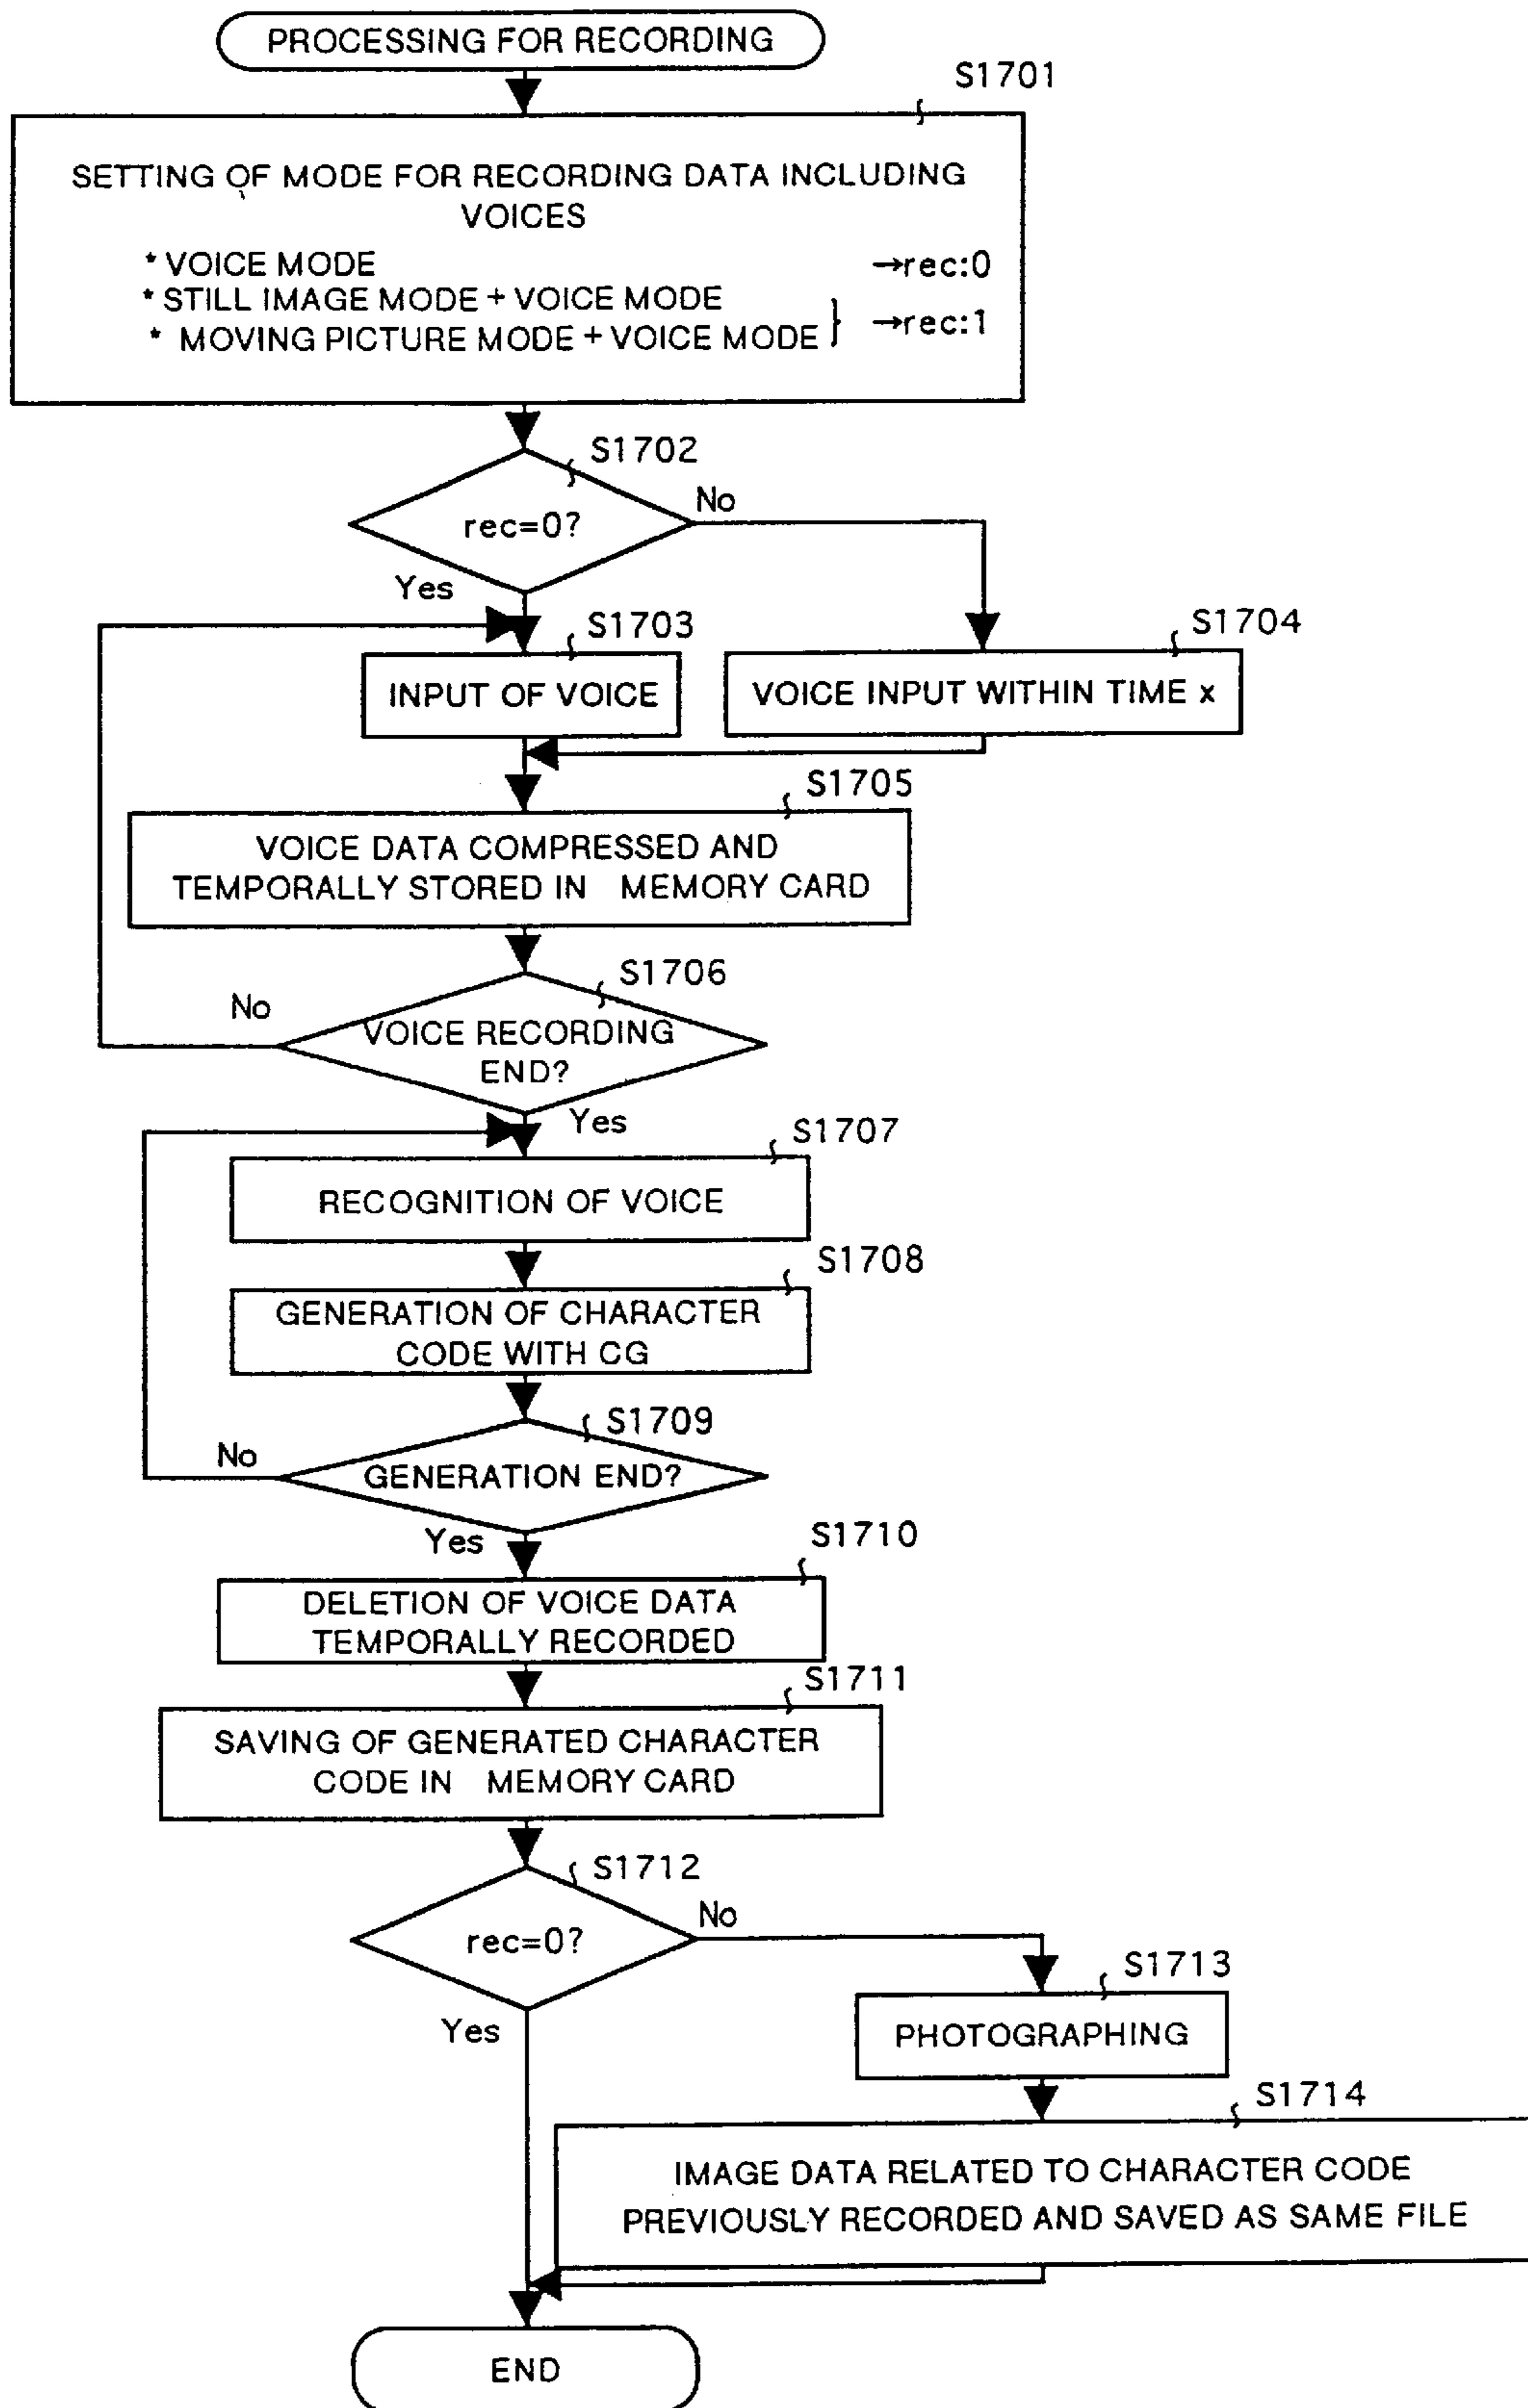 PROCESSING FOR RECORDING
S1701
SETTING OF MODE FOR RECORDING DATA INCLUDING
VOICES
* VOICE MODE →rec:0
* STILL IMAGE MODE + VOICE MODE
* MOVING PICTURE MODE + VOICE MODE } →rec:1
S1702
rec=0?
No
Yes
S1703
S1704
INPUT OF VOICE
VOICE INPUT WITHIN TIME x
S1705
VOICE DATA COMPRESSED AND
TEMPORALLY STORED IN MEMORY CARD
S1706
No
VOICE RECORDING
END?
Yes
S1707
RECOGNITION OF VOICE
S1708
GENERATION OF CHARACTER
CODE WITH CG
S1709
No
GENERATION END?
Yes
S1710
DELETION OF VOICE DATA
TEMPORALLY RECORDED
S1711
SAVING OF GENERATED CHARACTER
CODE IN MEMORY CARD
S1712
rec=0?
No
S1713
Yes
PHOTOGRAPHING
S1714
IMAGE DATA RELATED TO CHARACTER CODE
PREVIOUSLY RECORDED AND SAVED AS SAME FILE
END